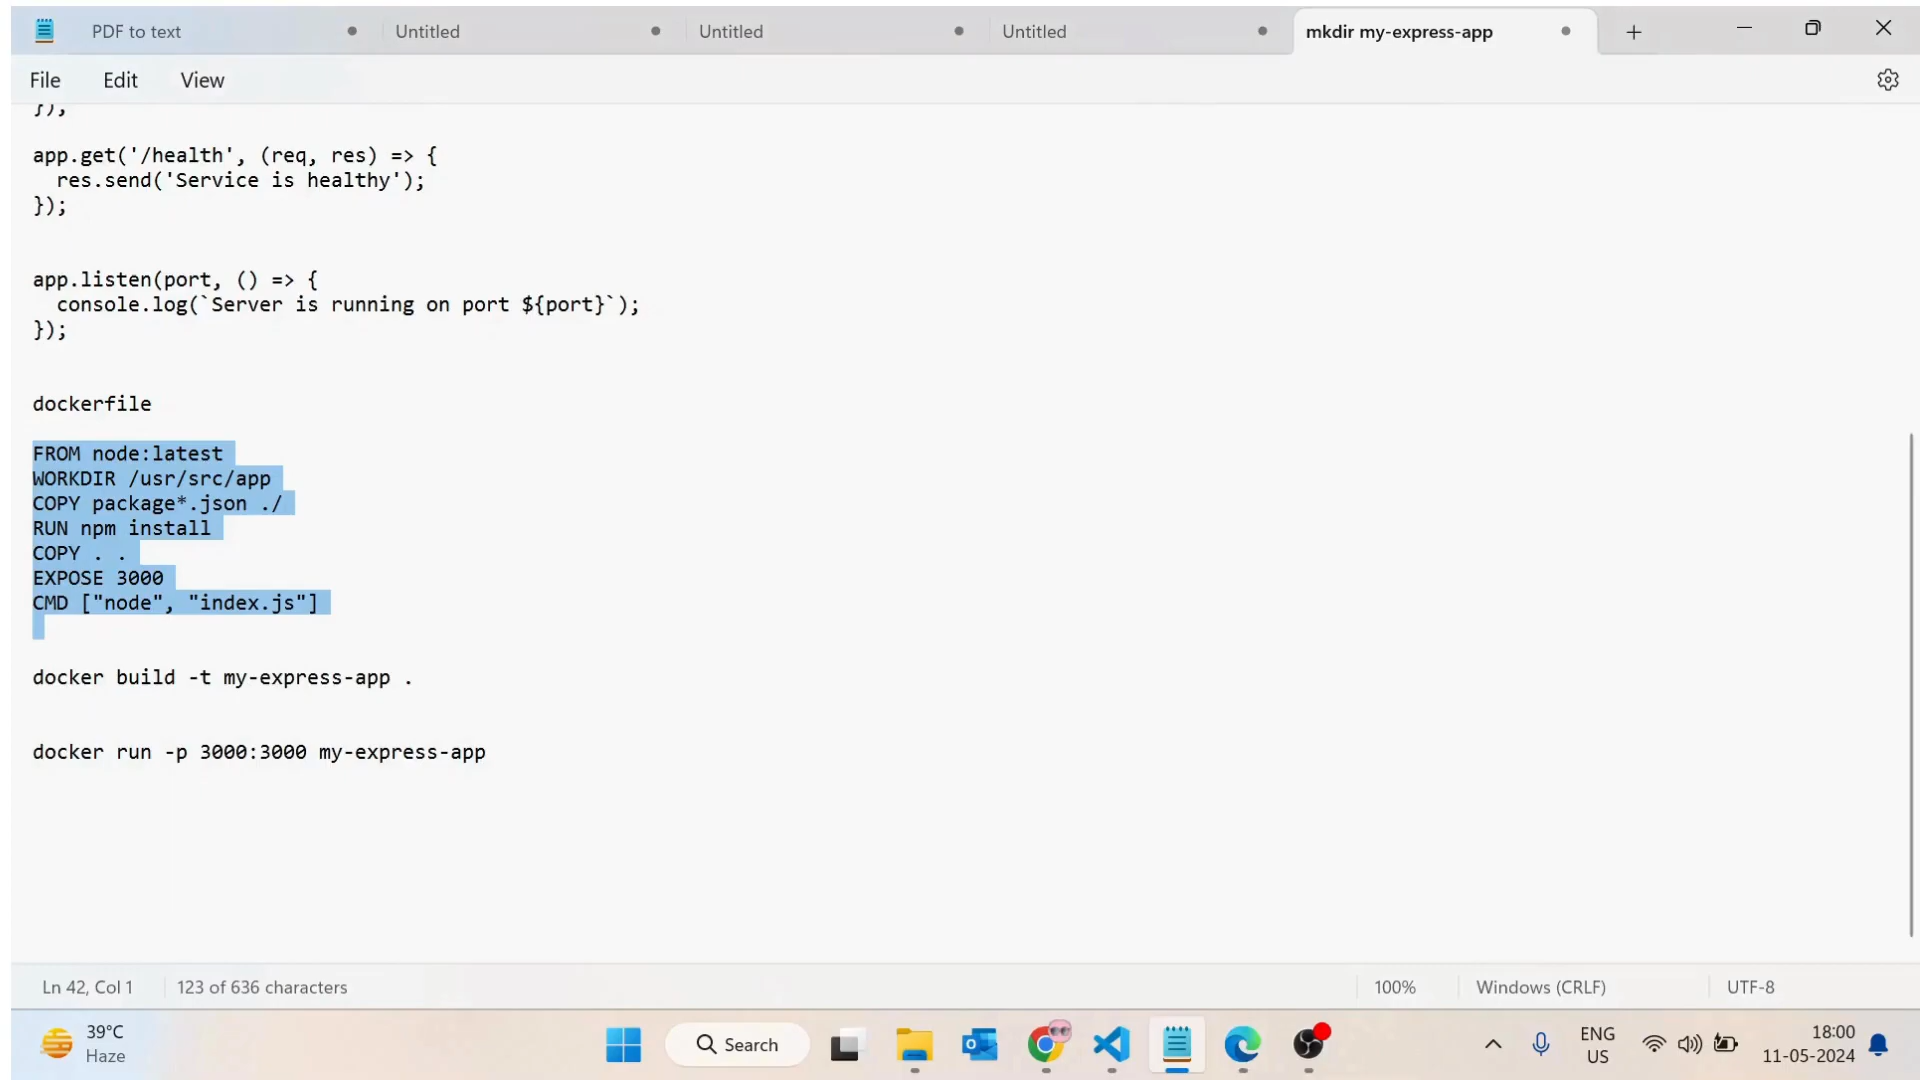 PDF to text
Untitled
Untitled
Untitled
mkdir my-express-app
File
Edit
View
});
app.get('/health', (req, res) => {
  res.send('Service is healthy');
});
app.listen(port, () => {
  console.log(`Server is running on port ${port}`);
});
dockerfile
FROM node:latest
WORKDIR /usr/src/app
COPY package*.json ./
RUN npm install
COPY . .
EXPOSE 3000
CMD ["node", "index.js"]
docker build -t my-express-app .
docker run -p 3000:3000 my-express-app
Ln 42, Col 1
123 of 636 characters
100%
Windows (CRLF)
UTF-8
39°C
Haze
Search
ENG
US
18:00
11-05-2024